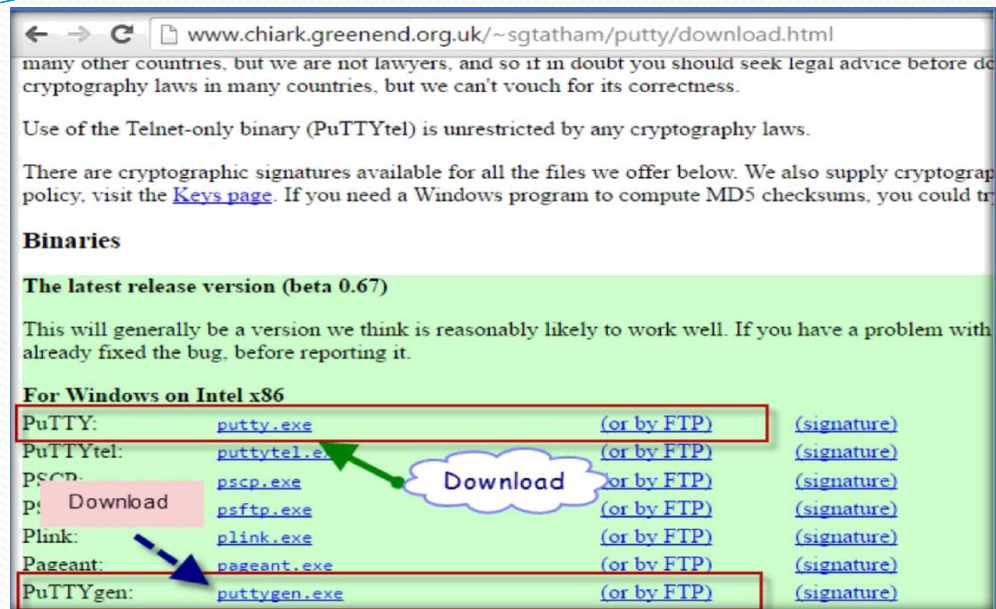 www.chiark.greenend.org.uk/~sgtatham/putty/download.html
many other countries, but we are not lawyers, and so if in doubt you should seek legal advice before do
cryptography laws in many countries, but we can't vouch for its correctness.
Use of the Telnet-only binary (PuTTYtel) is unrestricted by any cryptography laws.
There are cryptographic signatures available for all the files we offer below. We also supply cryptograp
policy, visit the Keys page. If you need a Windows program to compute MD5 checksums, you could tr
Binaries
The latest release version (beta 0.67)
This will generally be a version we think is reasonably likely to work well. If you have a problem with
already fixed the bug, before reporting it.
For Windows on Intel x86
PuTTY: putty.exe (or by FTP) (signature)
PuTTYtel: puttytel.ex (or by FTP) (signature)
PSCP: pscp.exe or by FTP) (signature)
Download
Download
psftp.exe (or by FTP) (signature)
Plink: plink.exe (or by FTP) (signature)
Pageant: pageant.exe (or by FTP) (signature)
PuTTYgen: puttygen.exe (or by FTP) (signature)